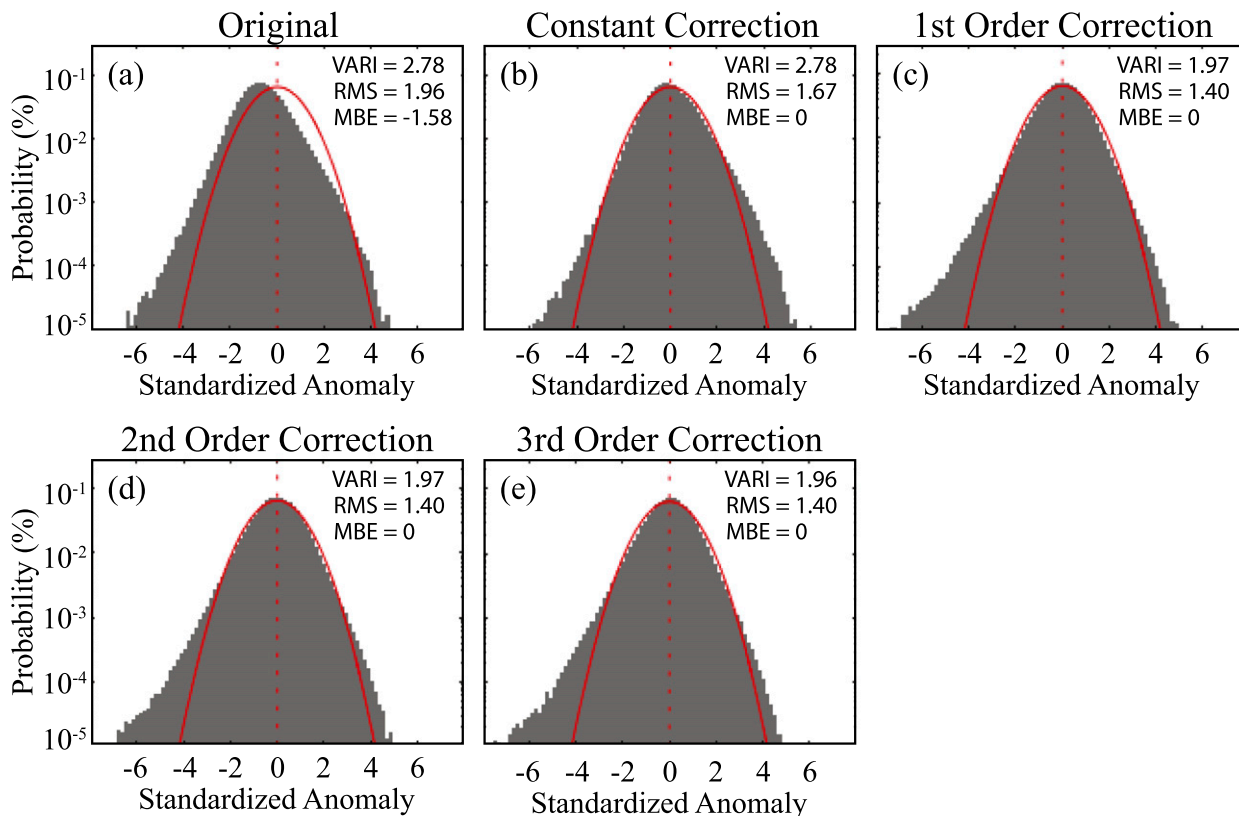 Original
Constant Correction
1st Order Correction
(a)
VARI = 2.78
RMS = 1.96
MBE = -1.58
(b)
VARI = 2.78
RMS = 1.67
MBE = 0
(c)
VARI = 1.97
RMS = 1.40
MBE = 0
Probability (%)
10⁻¹
10⁻²
10⁻³
10⁻⁴
10⁻⁵
-6 -4 -2 0 2 4 6
-6 -4 -2 0 2 4 6
-6 -4 -2 0 2 4 6
Standardized Anomaly
Standardized Anomaly
Standardized Anomaly
2nd Order Correction
3rd Order Correction
(d)
VARI = 1.97
RMS = 1.40
MBE = 0
(e)
VARI = 1.96
RMS = 1.40
MBE = 0
Probability (%)
10⁻¹
10⁻²
10⁻³
10⁻⁴
10⁻⁵
-6 -4 -2 0 2 4 6
-6 -4 -2 0 2 4 6
Standardized Anomaly
Standardized Anomaly